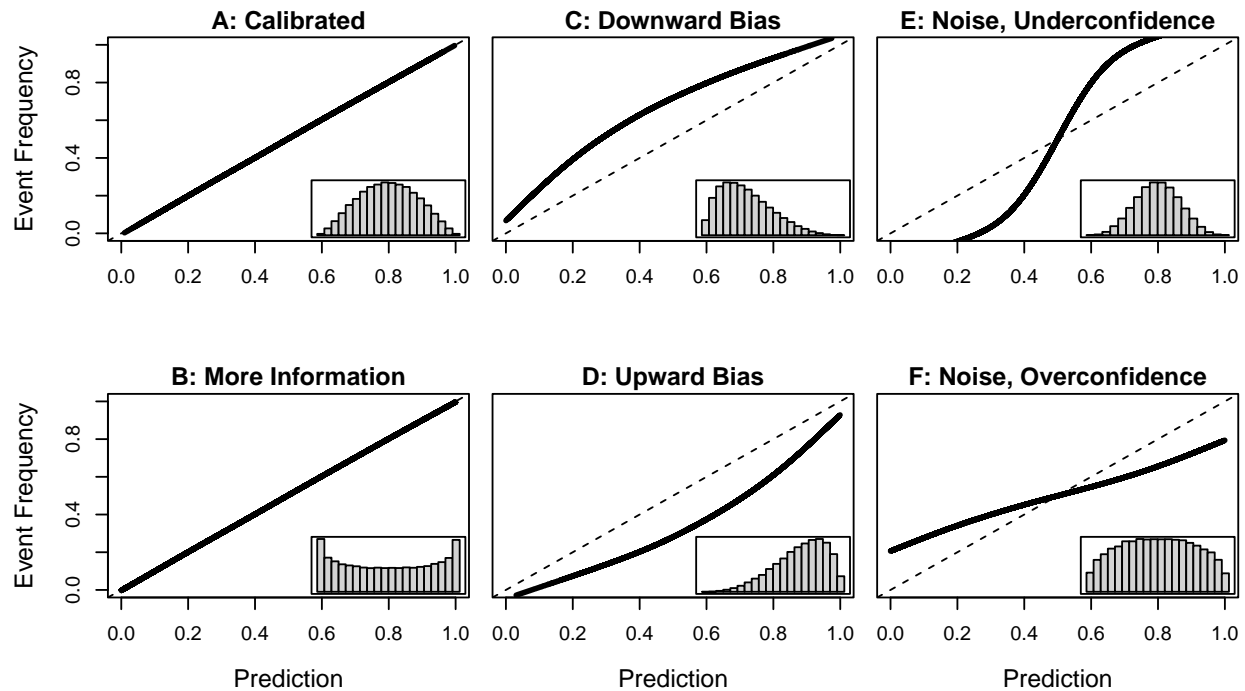 A: Calibrated
C: Downward Bias
E: Noise, Underconfidence
Event Frequency
0.8
0.4
0.0
0.0 0.2 0.4 0.6 0.8 1.0
0.0 0.2 0.4 0.6 0.8 1.0
0.0 0.2 0.4 0.6 0.8 1.0
B: More Information
D: Upward Bias
F: Noise, Overconfidence
Event Frequency
0.8
0.4
0.0
0.0 0.2 0.4 0.6 0.8 1.0
0.0 0.2 0.4 0.6 0.8 1.0
0.0 0.2 0.4 0.6 0.8 1.0
Prediction
Prediction
Prediction